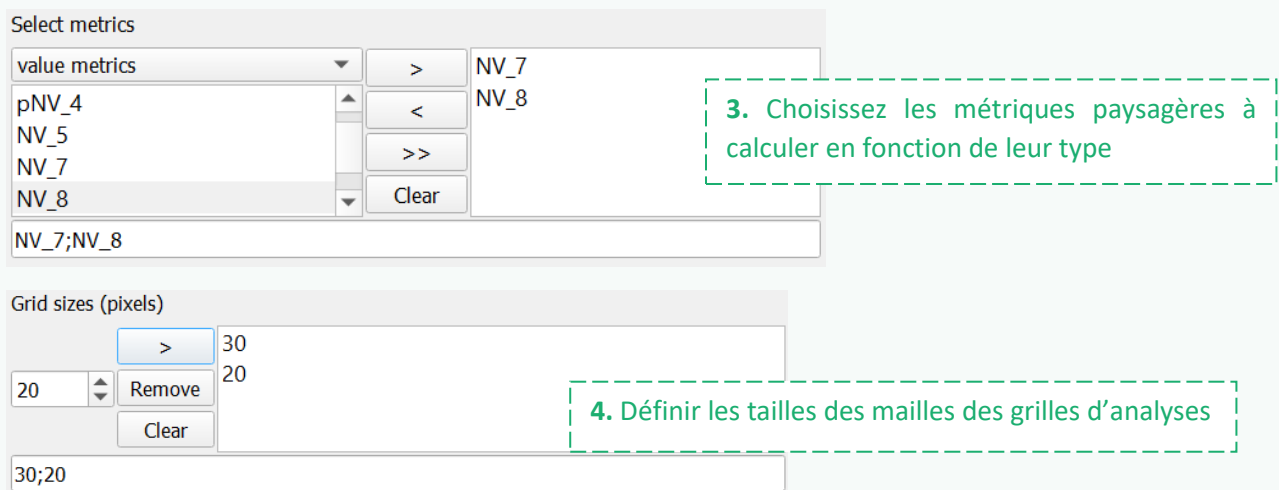 Select metrics
value metrics
>
NV_7
pNV_4
<
NV_8
NV_5
>>
NV_7
Clear
NV_8
NV_7;NV_8
3. Choisissez les métriques paysagères à
calculer en fonction de leur type
Grid sizes (pixels)
>
30
20
Remove
20
Clear
30;20
4. Définir les tailles des mailles des grilles d’analyses